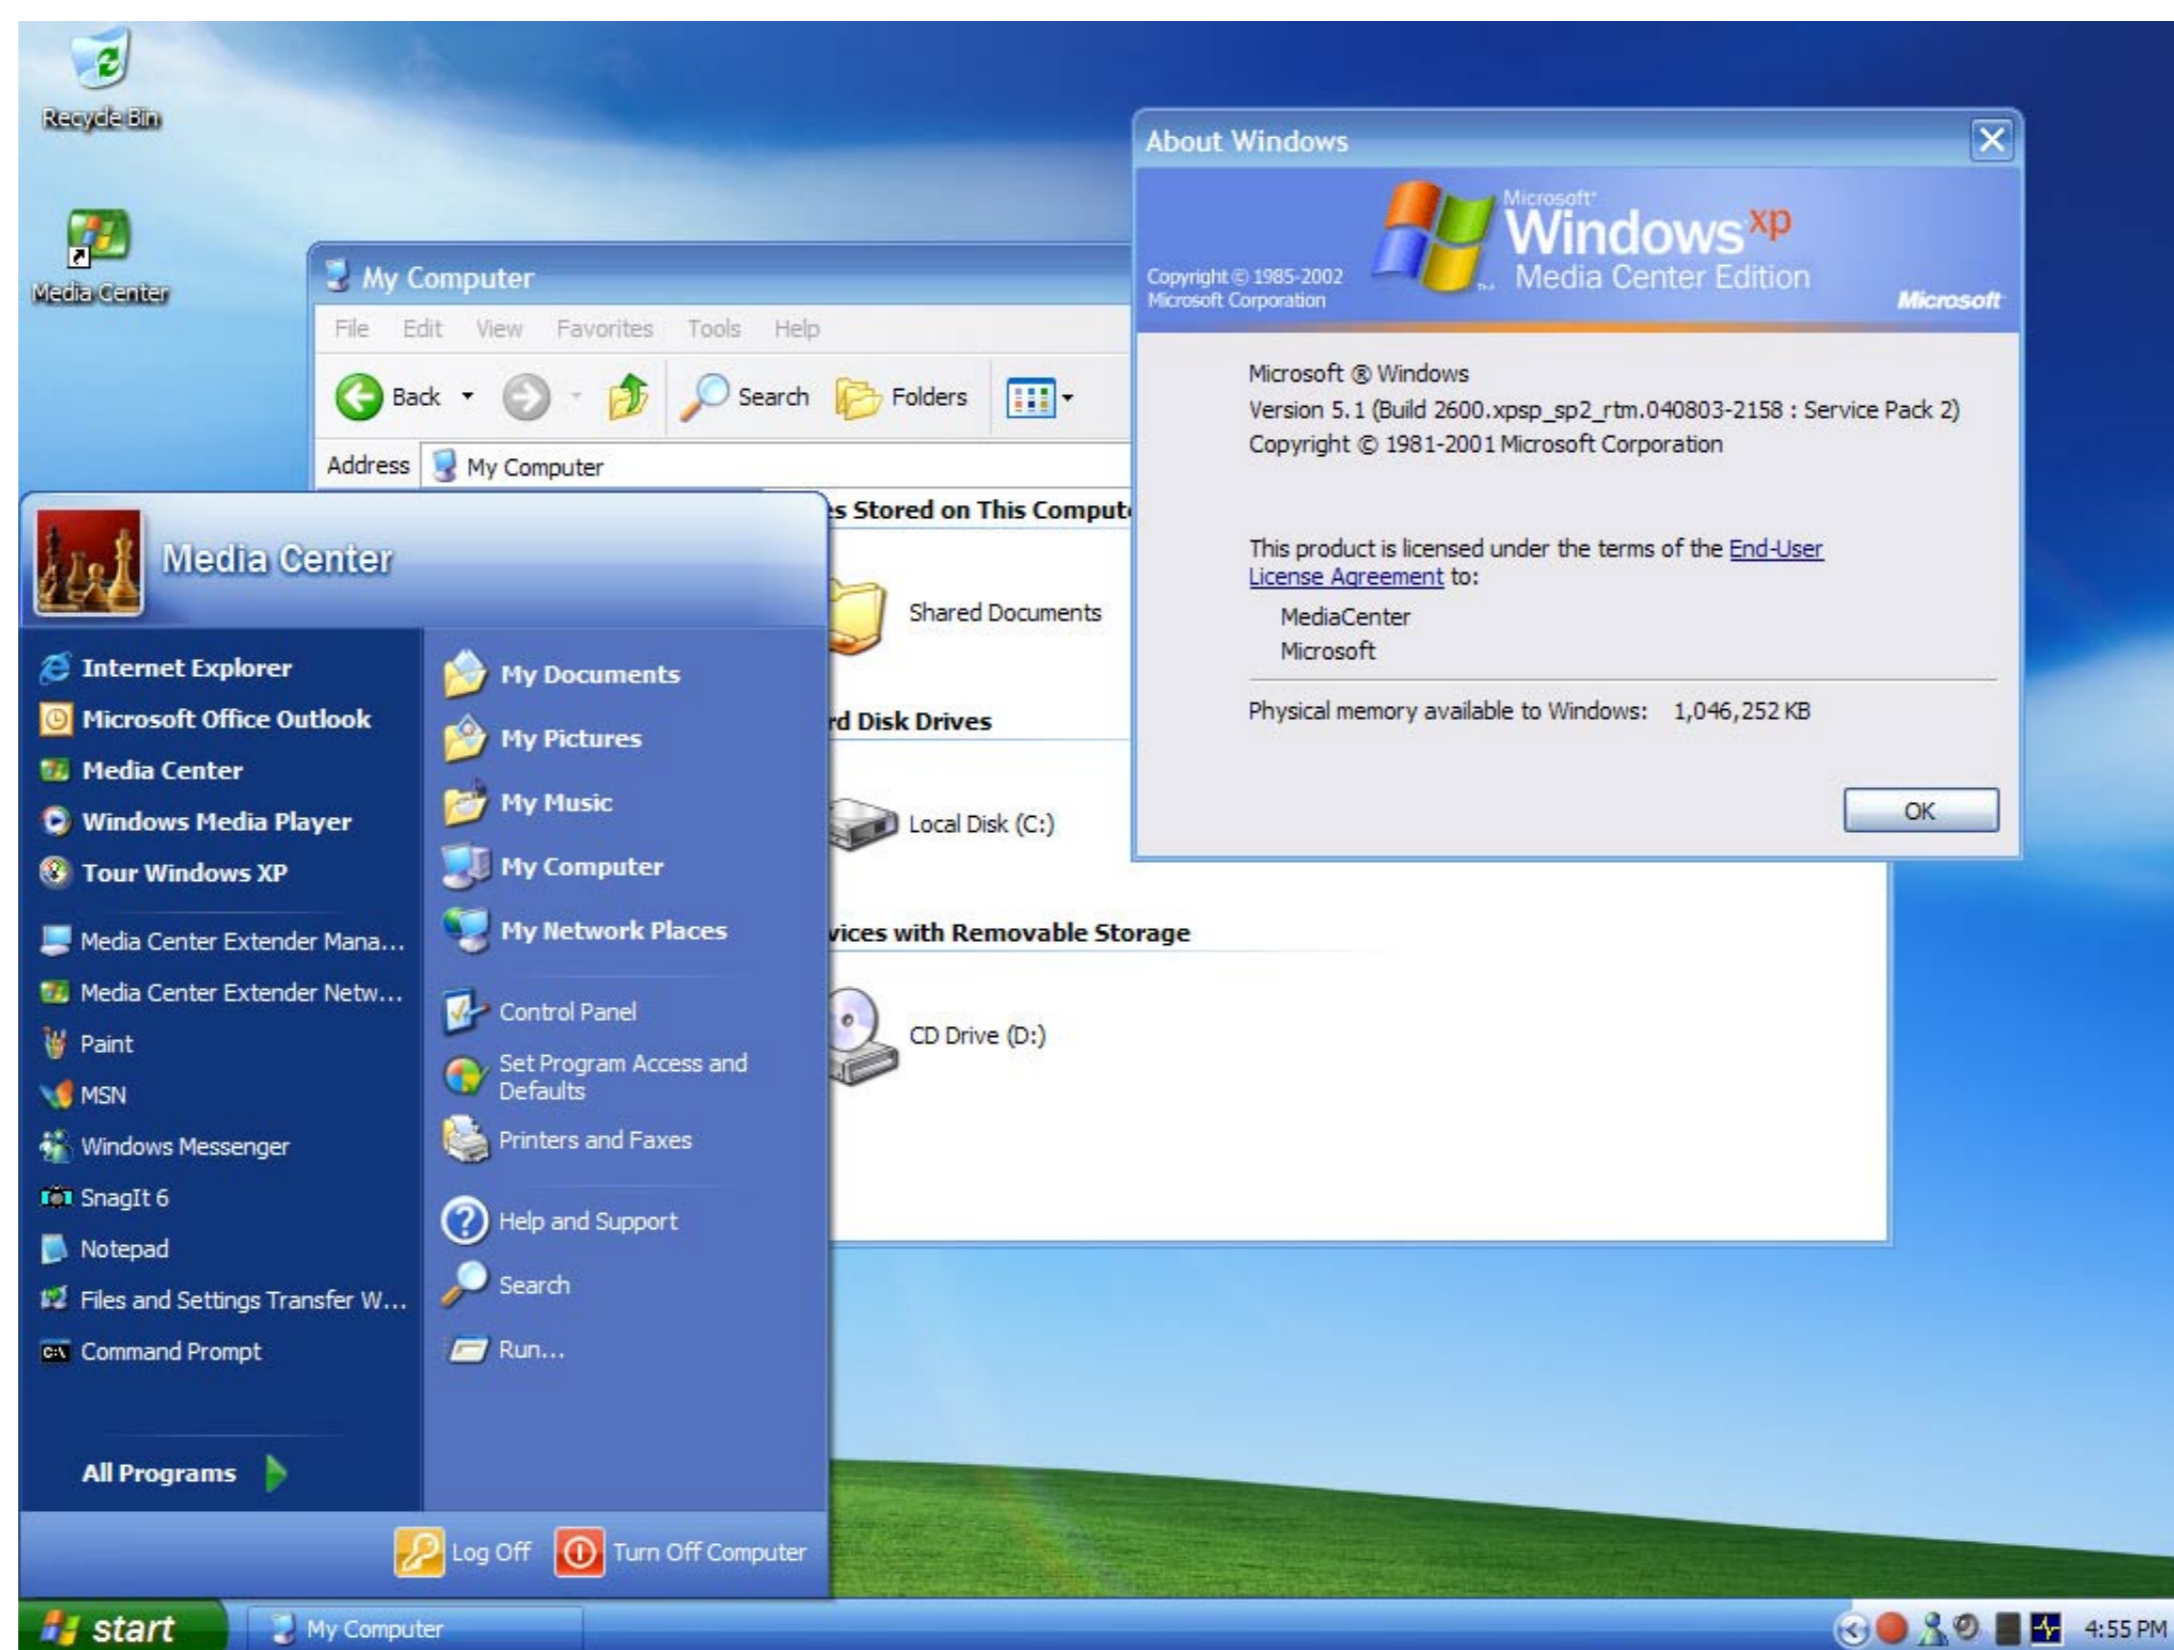 Recycle Bin
Media Center
My Computer
File Edit View Favorites Tools Help
Back Search Folders
Address My Computer
Stored on This
Shared Documents
Disk Drives
Local Disk (C:)
with Removable Storage
CD Drive (D:)
About Windows
Microsoft
Windows xp
Media Center Edition
Copyright © 1985-2002
Microsoft Corporation
Microsoft
Microsoft ® Windows
Version 5.1 (Build 2600.xpsp_sp2_rtm.040803-2158 : Service Pack 2)
Copyright © 1981-2001 Microsoft Corporation
This product is licensed under the terms of the End-User
License Agreement to:
MediaCenter
Microsoft
Physical memory available to Windows: 1,046,252 KB
OK
Media Center
Internet Explorer
Microsoft Office Outlook
Media Center
Windows Media Player
Tour Windows XP
Media Center Extender Mana...
Media Center Extender Netw...
Paint
MSN
Windows Messenger
SnagIt 6
Notepad
Files and Settings Transfer W...
Command Prompt
All Programs
My Documents
My Pictures
My Music
My Computer
My Network Places
Control Panel
Set Program Access and
Defaults
Printers and Faxes
Help and Support
Search
Run...
Log Off Turn Off Computer
start My Computer 4:55 PM